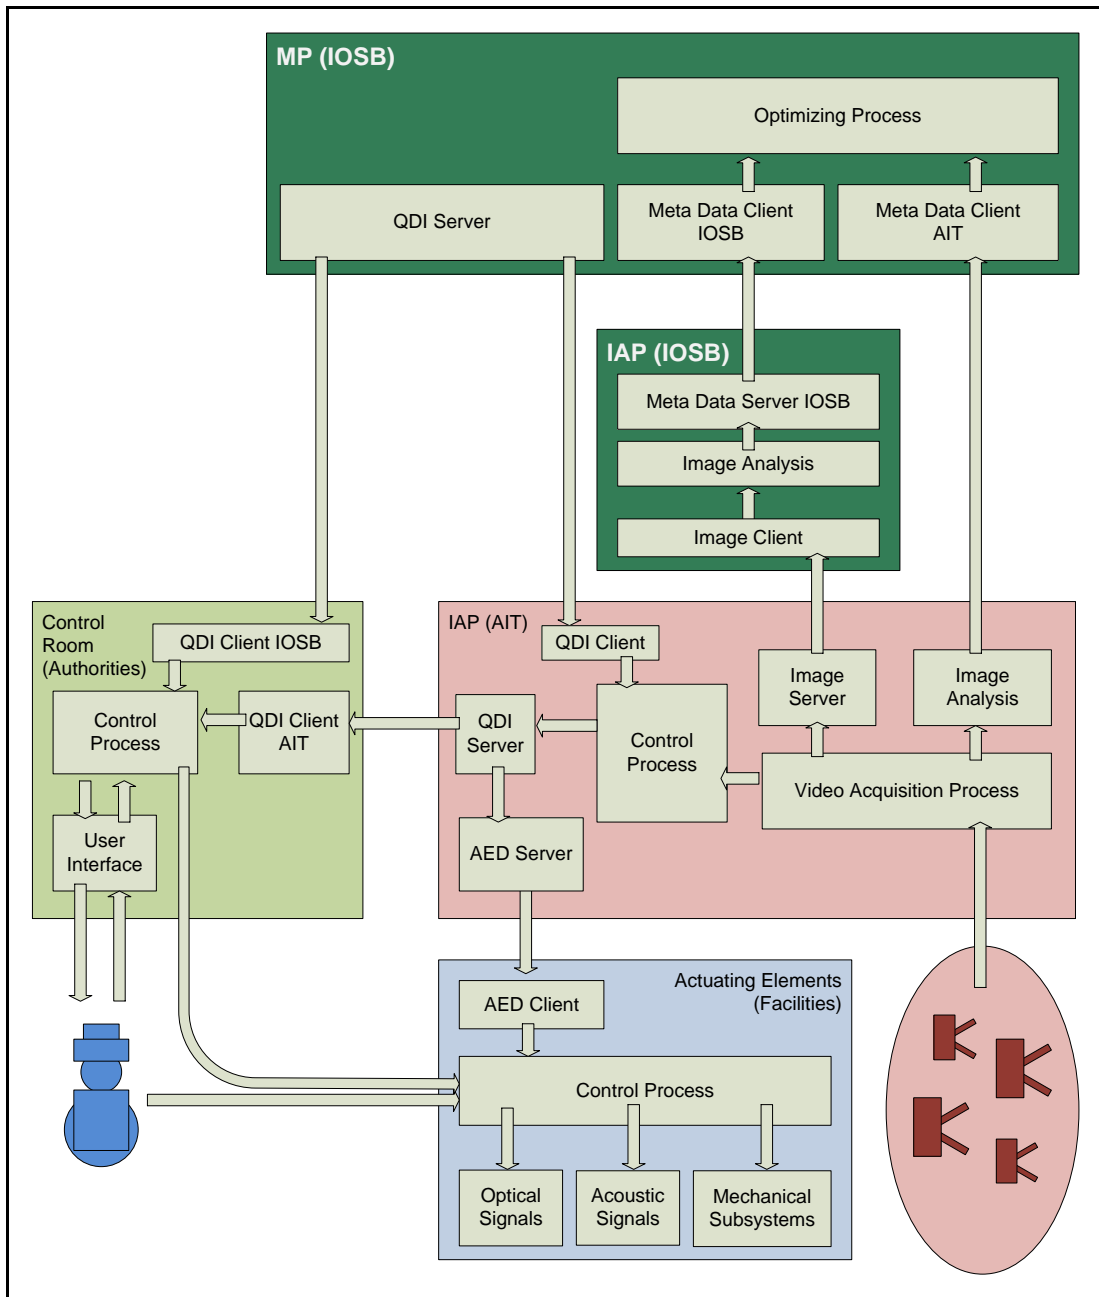 MP (IOSB)
Optimizing Process
QDI Server
Meta Data Client
IOSB
Meta Data Client
AIT
IAP (IOSB)
Meta Data Server IOSB
Image Analysis
Image Client
Control
Room
(Authorities)
QDI Client IOSB
Control
Process
QDI Client
AIT
User
Interface
IAP (AIT)
QDI Client
QDI
Server
Control
Process
Image
Server
Image
Analysis
Video Acquisition Process
AED Server
Actuating Elements
(Facilities)
AED Client
Control Process
Optical
Signals
Acoustic
Signals
Mechanical
Subsystems